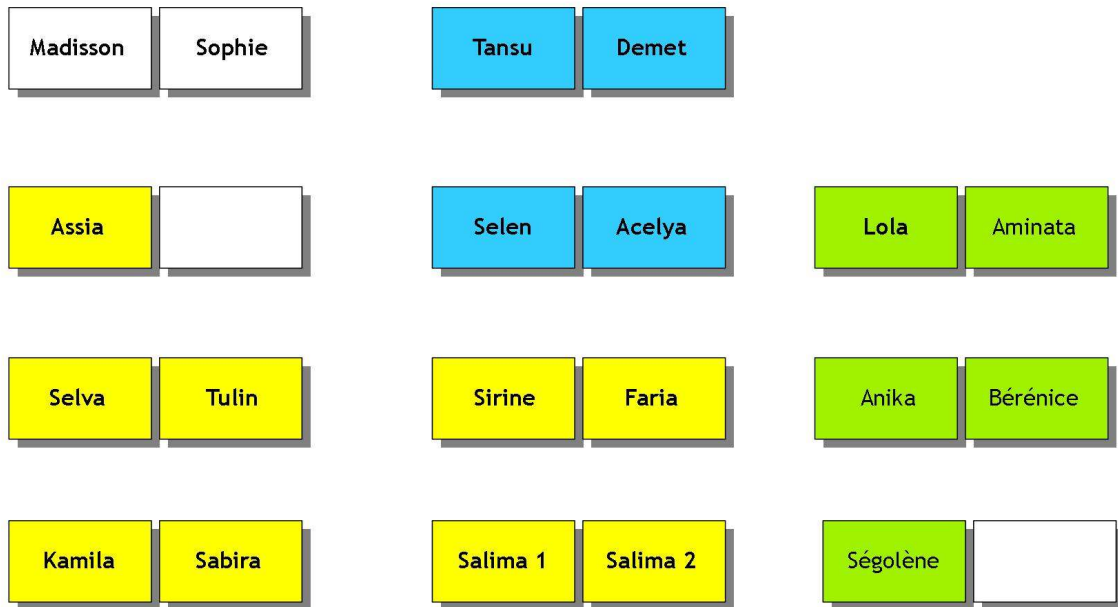 Madisson Sophie Tansu Demet
Assia Selen Acelya Lola Aminata
Selva Tulin Sirine Faria Anika Bérénice
Kamila Sabira Salima 1 Salima 2 Ségolène